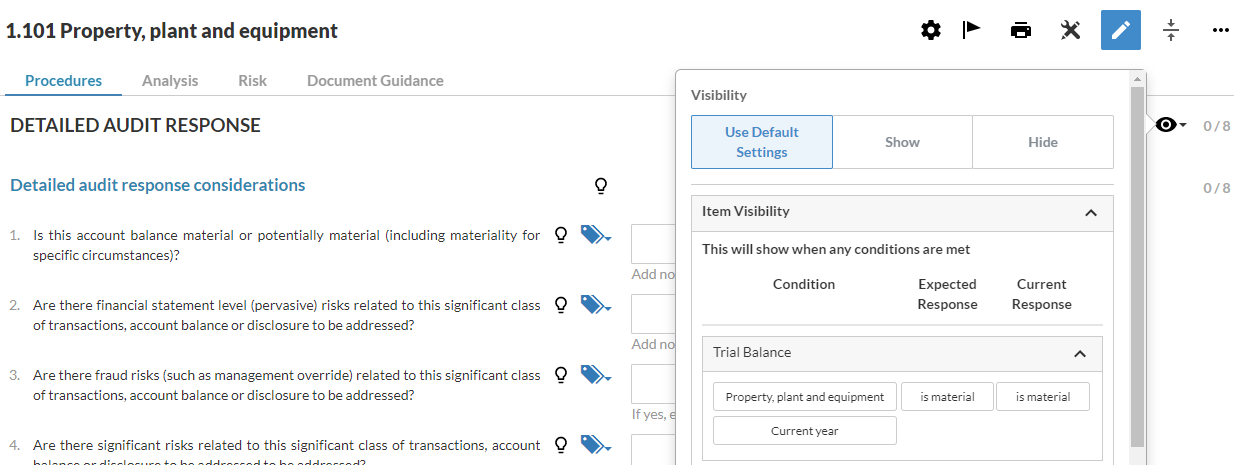 1.101 Property, plant and equipment
Procedures Analysis Risk Document Guidance
DETAILED AUDIT RESPONSE
0 / 8
Detailed audit response considerations
0 / 8
1. Is this account balance material or potentially material (including materiality for
specific circumstances)?
Add no
2. Are there financial statement level (pervasive) risks related to this significant class
of transactions, account balance or disclosure to be addressed?
Add no
3. Are there fraud risks (such as management override) related to this significant class
of transactions, account balance or disclosure to be addressed?
If yes, e
4. Are there significant risks related to this significant class of transactions, account
balance or disclosure to be addressed to be addressed?
Visibility
Use Default
Settings
Show
Hide
Item Visibility
This will show when any conditions are met
Condition
Expected
Response
Current
Response
Trial Balance
Property, plant and equipment
is material
is material
Current year